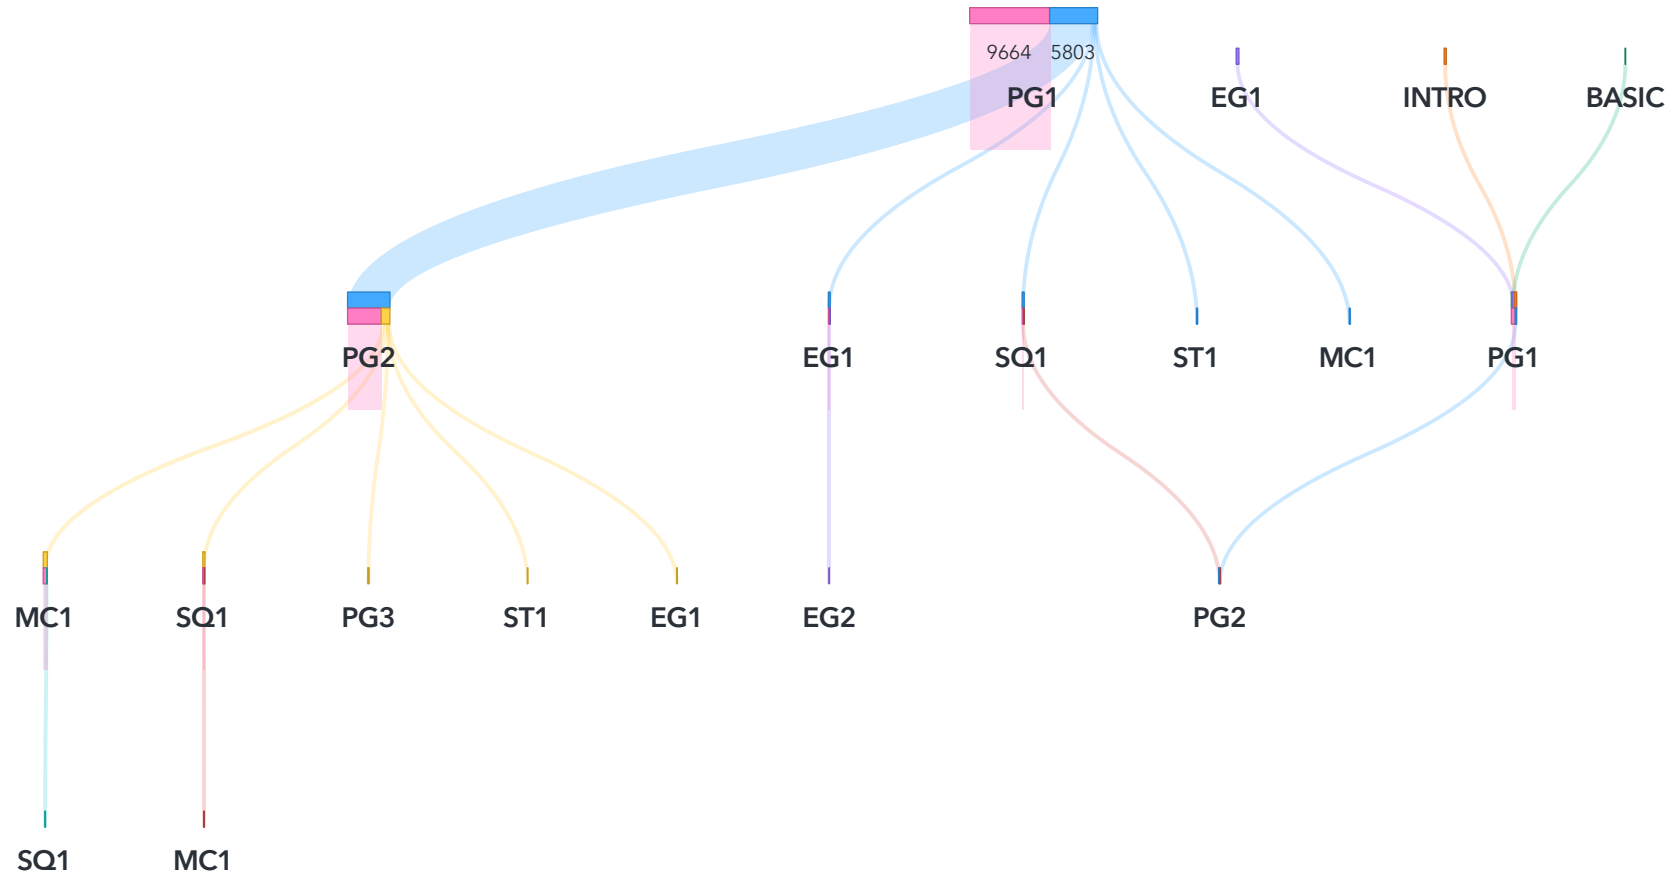 9664 5803
PG1 EG1 INTRO BASIC
PG2 EG1 SQ1 ST1 MC1 PG1
MC1 SQ1 PG3 ST1 EG1 EG2 PG2
SQ1 MC1